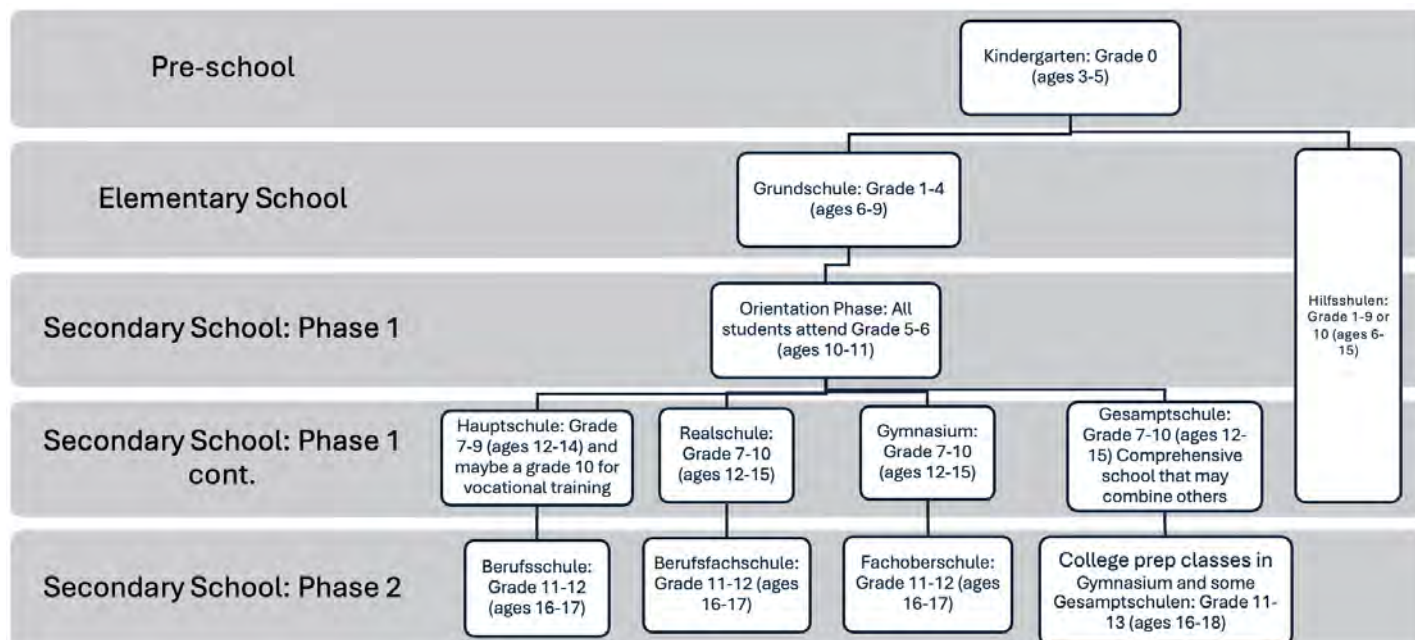 Pre-school
Kindergarten: Grade 0
(ages 3-5)
Elementary School
Grundschule: Grade 1-4
(ages 6-9)
Secondary School: Phase 1
Orientation Phase: All
students attend Grade 5-6
(ages 10-11)
Hilfsshulen:
Grade 1-9 or
10 (ages 6-
15)
Secondary School: Phase 1
cont.
Hauptschule: Grade
7-9 (ages 12-14) and
maybe a grade 10 for
vocational training
Realschule:
Grade 7-10
(ages 12-15)
Gymnasium:
Grade 7-10
(ages 12-15)
Gesamptschule:
Grade 7-10 (ages 12-
15) Comprehensive
school that may
combine others
Secondary School: Phase 2
Berufsschule:
Grade 11-12
(ages 16-17)
Berufsfachschule:
Grade 11-12 (ages
16-17)
Fachoberschule:
Grade 11-12 (ages
16-17)
College prep classes in
Gymnasium and some
Gesamptschulen: Grade 11-
13 (ages 16-18)